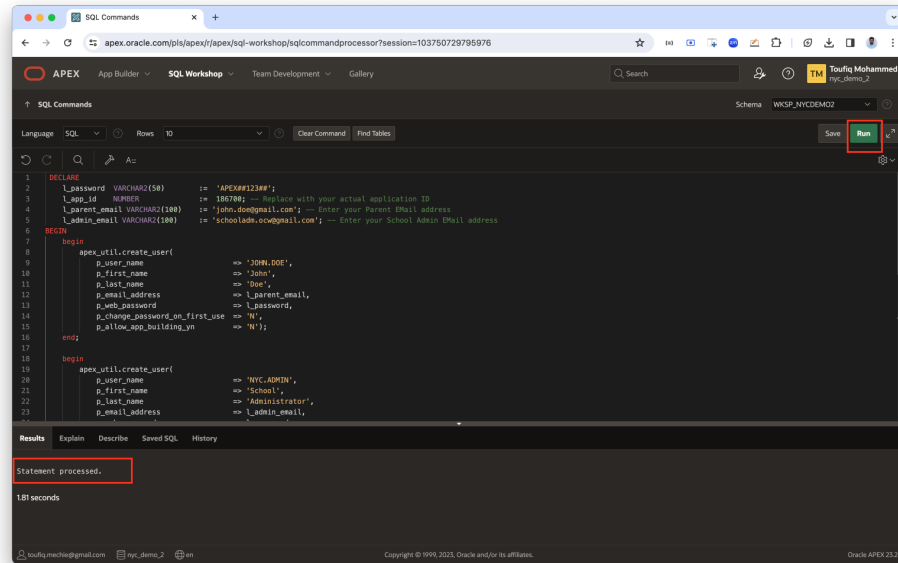 SQL Commands
apex.oracle.com/pls/apex/r/apex/sql-workshop/sqlcommandprocessor?session=103750729795976
APEX App Builder SQL Workshop Team Development Gallery Search TM Toufiq Mohammed
nyc_demo_2
SQL Commands Schema WKSP_NYCDEMO2
Language SQL Rows 10 Clear Command Find Tables Save Run
1 DECLARE
2 l_password VARCHAR2(50) := 'APEX##123##';
3 l_app_id NUMBER := 186700; -- Replace with your actual application ID
4 l_parent_email VARCHAR2(100) := 'john.doe@gmail.com'; -- Enter your Parent EMail address
5 l_admin_email VARCHAR2(100) := 'schooladm.ocw@gmail.com'; -- Enter your School Admin EMail address
6 BEGIN
7 begin
8 apex_util.create_user(
9 p_user_name => 'JOHN.DOE',
10 p_first_name => 'John',
11 p_last_name => 'Doe',
12 p_email_address => l_parent_email,
13 p_web_password => l_password,
14 p_change_password_on_first_use => 'N',
15 p_allow_app_building_yn => 'N');
16 end;
17
18 begin
19 apex_util.create_user(
20 p_user_name => 'NYC.ADMIN',
21 p_first_name => 'School',
22 p_last_name => 'Administrator',
23 p_email_address => l_admin_email,
Results Explain Describe Saved SQL History
Statement processed.
1.81 seconds
toufiq.mechie@gmail.com nyc_demo_2 en Copyright © 1999, 2023, Oracle and/or its affiliates. Oracle APEX 23.2